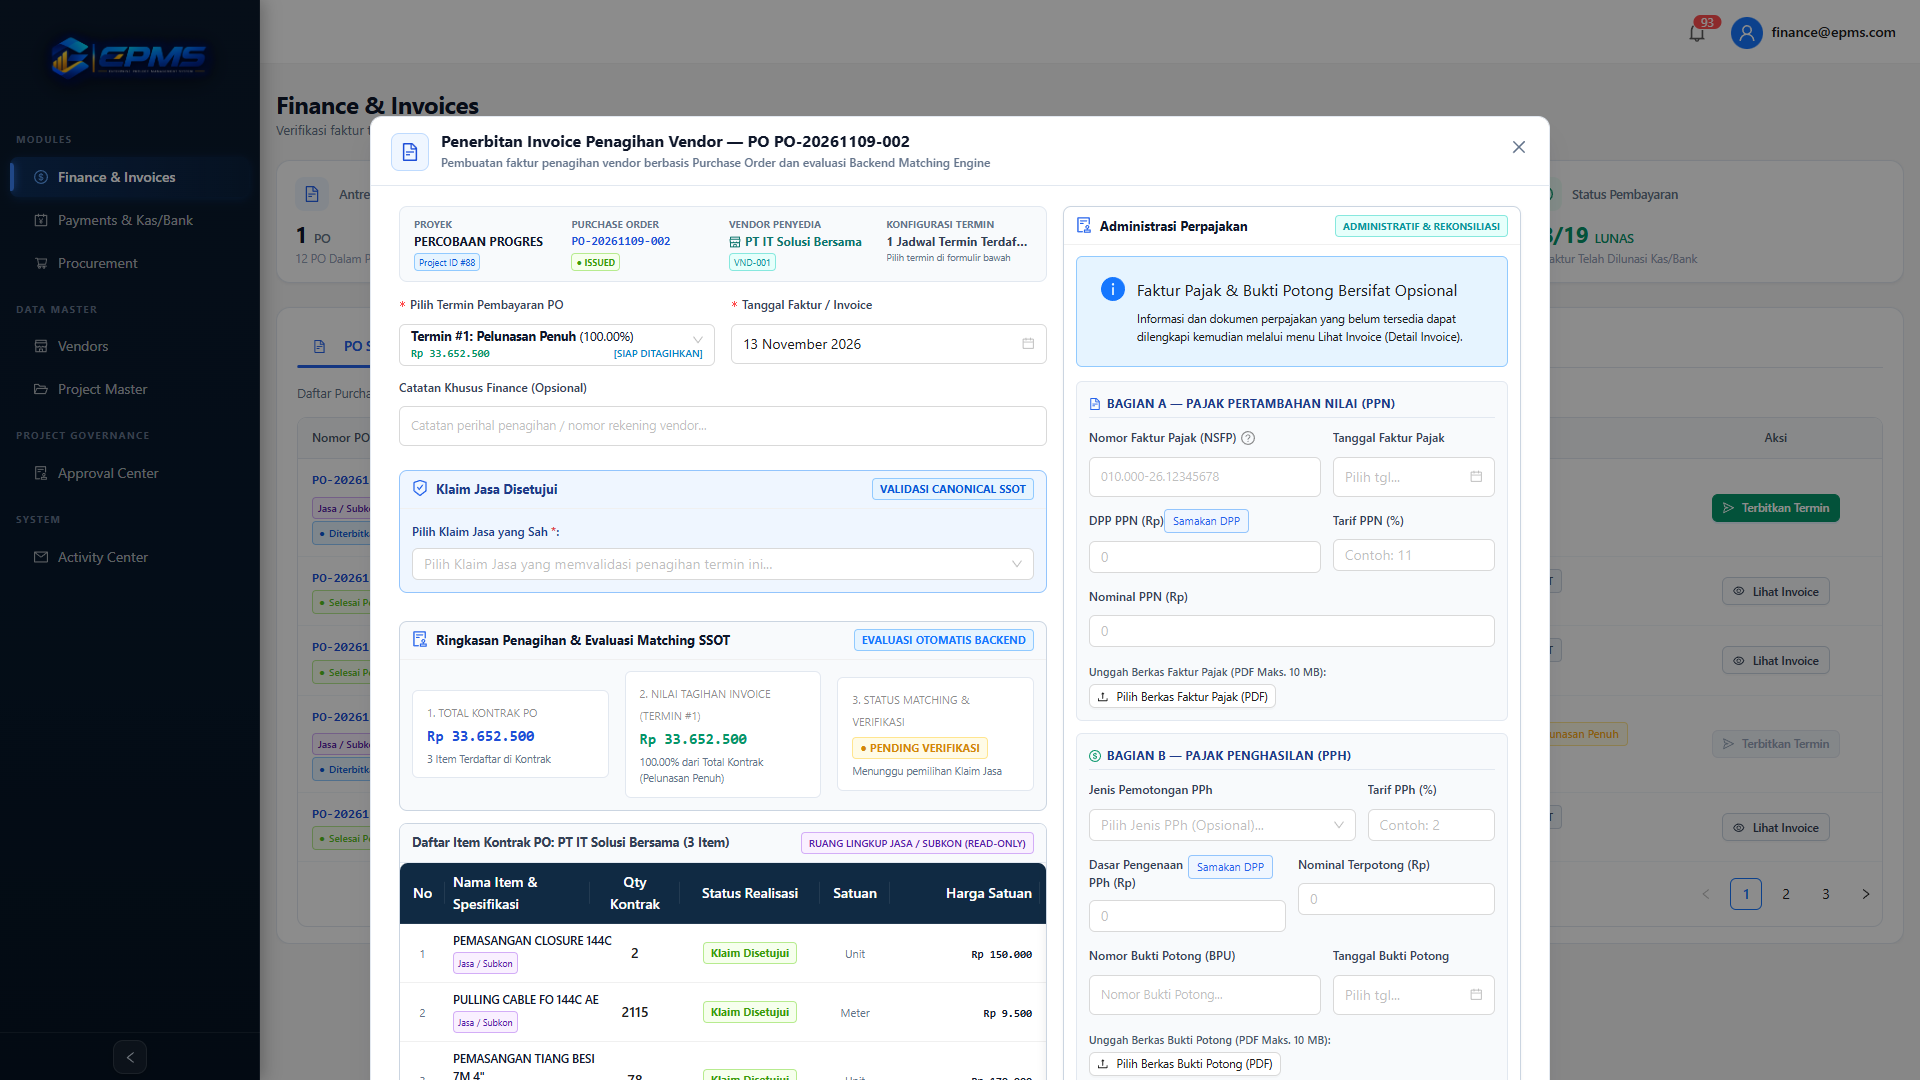 EPMS
MODULES
Finance & Invoices
Payments & Kas/Bank
Procurement
DATA MASTER
Vendors
Project Master
PROJECT GOVERNANCE
Approval Center
SYSTEM
Activity Center
93
finance@epms.com
Finance & Invoices
Verifikasi faktur
Antre
1 PO
12 PO Dalam
Status Pembayaran
/19 LUNAS
Faktur Telah Dilunasi Kas/Bank
PO S
Daftar Purcha
Nomor PO
Aksi
PO-20261
Jasa / Subk
Diterbitk
Terbitkan Termin
PO-20261
Selesai Pe
Lihat Invoice
PO-20261
Selesai Pe
Lihat Invoice
PO-20261
Jasa / Subk
Diterbitk
unasan Penuh
Terbitkan Termin
PO-20261
Selesai Pe
Lihat Invoice
1 2 3
Penerbitan Invoice Penagihan Vendor — PO PO-20261109-002
Pembuatan faktur penagihan vendor berbasis Purchase Order dan evaluasi Backend Matching Engine
PROYEK
PERCOBAAN PROGRES
Project ID #88
PURCHASE ORDER
PO-20261109-002
ISSUED
VENDOR PENYEDIA
PT IT Solusi Bersama
VND-001
KONFIGURASI TERMIN
1 Jadwal Termin Terdaf...
Pilih termin di formulir bawah
* Pilih Termin Pembayaran PO
Termin #1: Pelunasan Penuh (100.00%)
Rp 33.652.500 [SIAP DITAGIHKAN]
* Tanggal Faktur / Invoice
13 November 2026
Catatan Khusus Finance (Opsional)
Catatan perihal penagihan / nomor rekening vendor...
Klaim Jasa Disetujui
VALIDASI CANONICAL SSOT
Pilih Klaim Jasa yang Sah *:
Pilih Klaim Jasa yang memvalidasi penagihan termin ini...
Ringkasan Penagihan & Evaluasi Matching SSOT
EVALUASI OTOMATIS BACKEND
1. TOTAL KONTRAK PO
Rp 33.652.500
3 Item Terdaftar di Kontrak
2. NILAI TAGIHAN INVOICE
(TERMIN #1)
Rp 33.652.500
100.00% dari Total Kontrak
(Pelunasan Penuh)
3. STATUS MATCHING &
VERIFIKASI
PENDING VERIFIKASI
Menunggu pemilihan Klaim Jasa
Daftar Item Kontrak PO: PT IT Solusi Bersama (3 Item)
RUANG LINGKUP JASA / SUBKON (READ-ONLY)
No
Nama Item &
Spesifikasi
Qty
Kontrak
Status Realisasi
Satuan
Harga Satuan
1
PEMASANGAN CLOSURE 144C
Jasa / Subkon
2
Klaim Disetujui
Unit
Rp 150.000
2
PULLING CABLE FO 144C AE
Jasa / Subkon
2115
Klaim Disetujui
Meter
Rp 9.500
PEMASANGAN TIANG BESI
7M 4"
78
Klaim Disetujui
Administrasi Perpajakan
ADMINISTRATIF & REKONSILIASI
Faktur Pajak & Bukti Potong Bersifat Opsional
Informasi dan dokumen perpajakan yang belum tersedia dapat
dilengkapi kemudian melalui menu Lihat Invoice (Detail Invoice).
BAGIAN A — PAJAK PERTAMBAHAN NILAI (PPN)
Nomor Faktur Pajak (NSFP)
010.000-26.12345678
Tanggal Faktur Pajak
Pilih tgl...
DPP PPN (Rp)
Samakan DPP
0
Tarif PPN (%)
Contoh: 11
Nominal PPN (Rp)
0
Unggah Berkas Faktur Pajak (PDF Maks. 10 MB):
Pilih Berkas Faktur Pajak (PDF)
BAGIAN B — PAJAK PENGHASILAN (PPH)
Jenis Pemotongan PPh
Pilih Jenis PPh (Opsional)...
Tarif PPh (%)
Contoh: 2
Dasar Pengenaan
PPh (Rp)
Samakan DPP
0
Nominal Terpotong (Rp)
0
Nomor Bukti Potong (BPU)
Nomor Bukti Potong...
Tanggal Bukti Potong
Pilih tgl...
Unggah Berkas Bukti Potong (PDF Maks. 10 MB):
Pilih Berkas Bukti Potong (PDF)